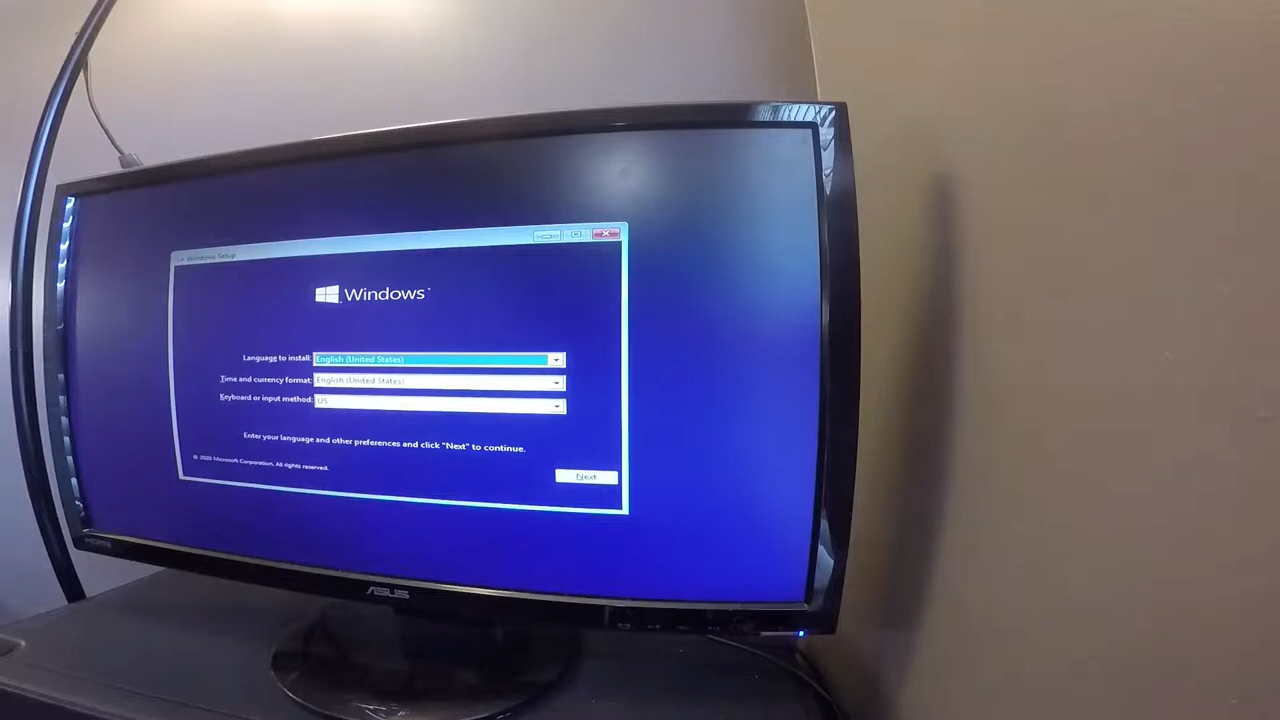 Windows Setup
Windows
Language to install: English (United States)
Time and currency format: English (United States)
Keyboard or input method: US
Enter your language and other preferences and click "Next" to continue.
© 2020 Microsoft Corporation. All rights reserved.
Next
HDMI
ASUS